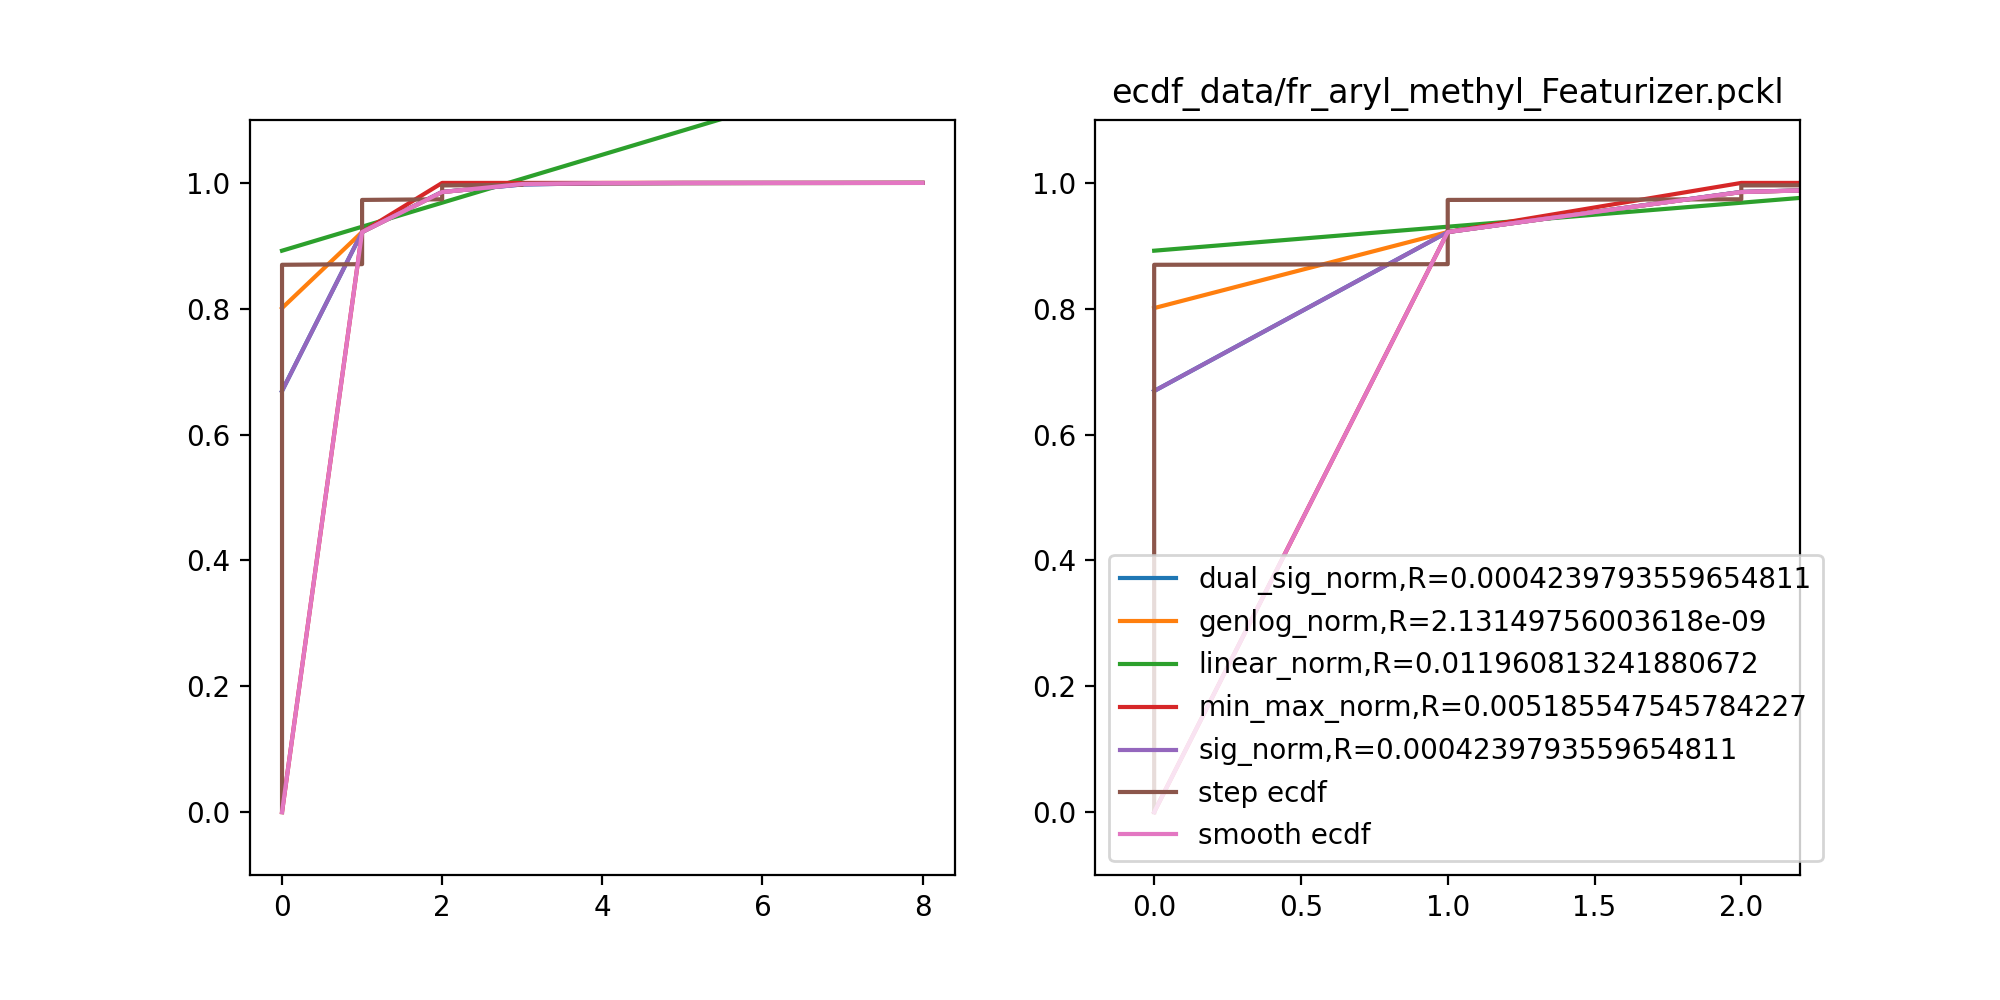 ecdf_data/fr_aryl_methyl_Featurizer.pckl
1.0
0.8
0.6
0.4
0.2
0.0
0 2 4 6 8
1.0
0.8
0.6
0.4
0.2
0.0
dual_sig_norm,R=0.0004239793559654811
genlog_norm,R=2.13149756003618e-09
linear_norm,R=0.011960813241880672
min_max_norm,R=0.005185547545784227
sig_norm,R=0.0004239793559654811
step ecdf
smooth ecdf
0.0 0.5 1.0 1.5 2.0